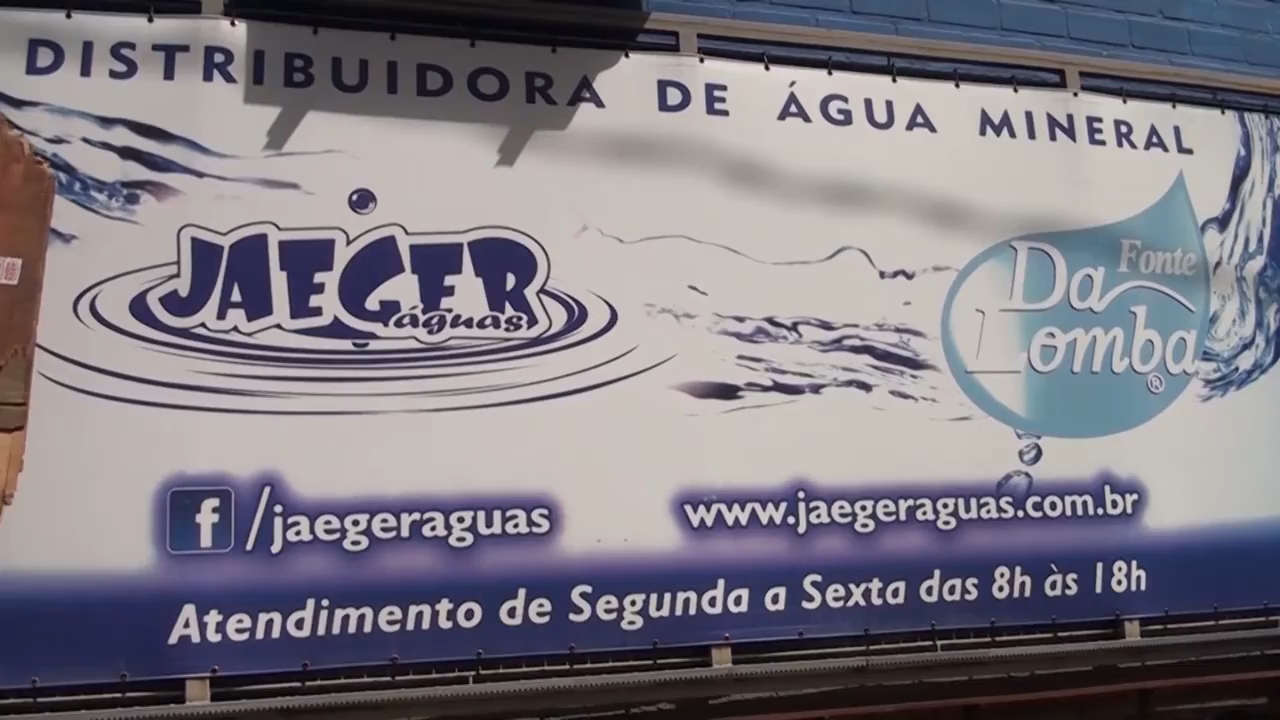 DISTRIBUIDORA DE ÁGUA MINERAL
JAEGER
águas
Fonte
Da
Lomba®
f /jaegeraguas
www.jaegeraguas.com.br
Atendimento de Segunda a Sexta das 8h às 18h